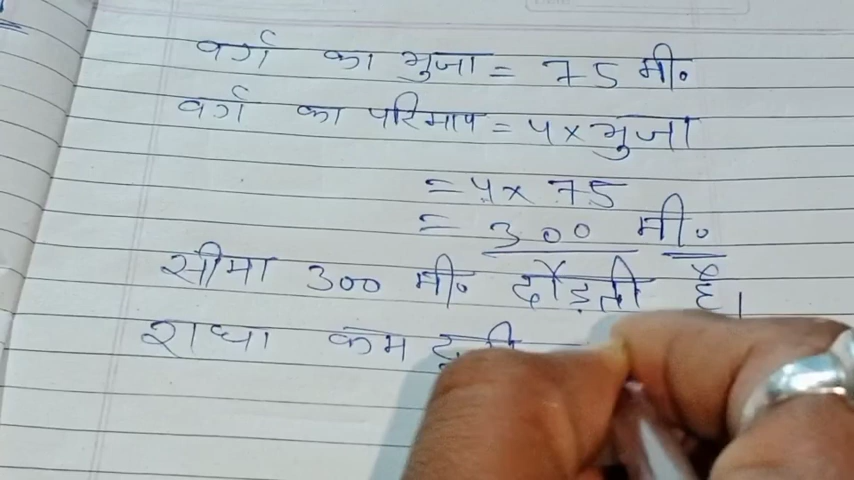 वर्ग का भुजा = 75 मी॰
वर्ग का परिमाप = 4 × भुजा
= 4 × 75
= 300 मी॰
सीमा 300 मी॰ दौड़ती है।
राधा कम